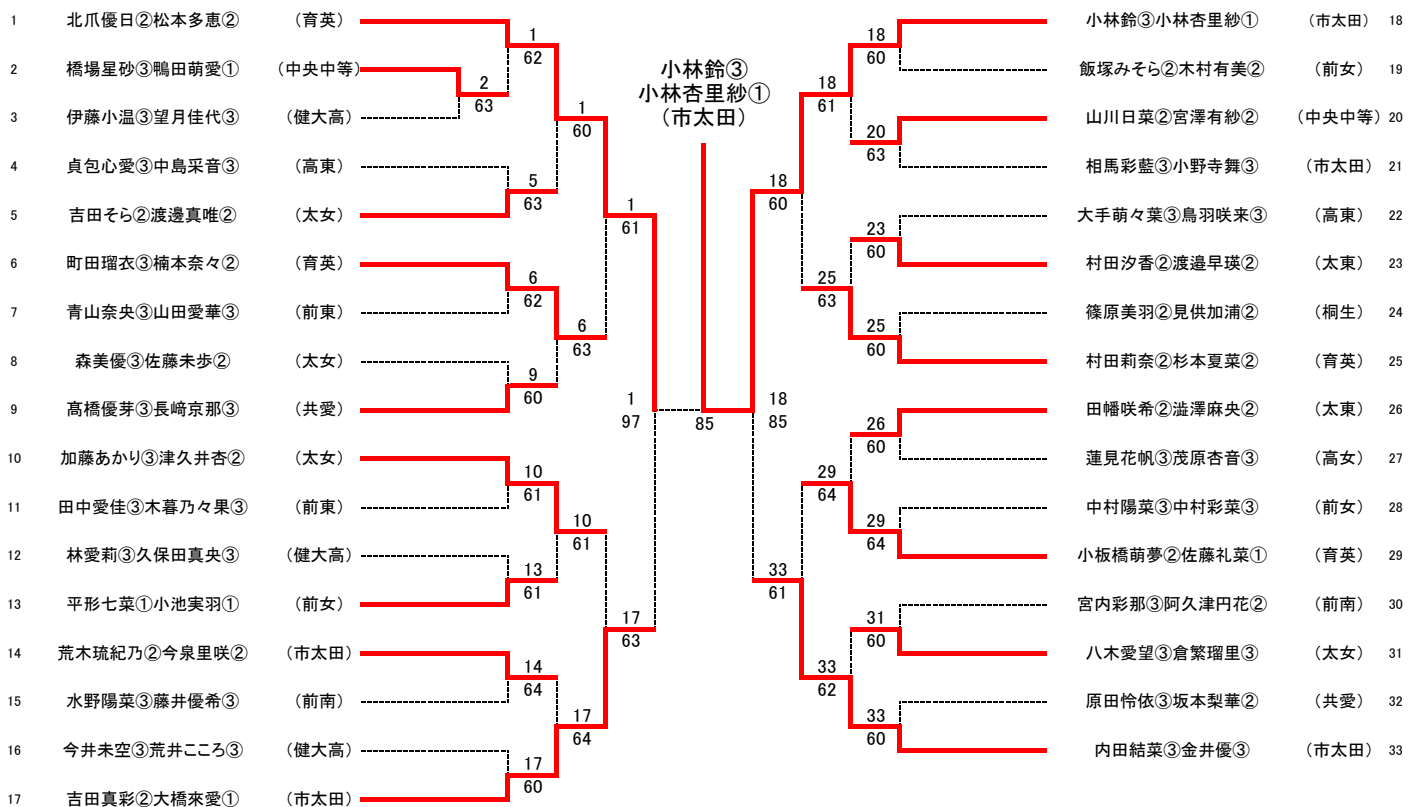 1 北爪優日②松本多恵② (育英)
2 橋場星砂③鴨田萌愛① (中央中等)
3 伊藤小温③望月佳代③ (健大高)
4 貞包心愛③中島采音③ (高東)
5 吉田そら②渡邊真唯② (太女)
6 町田瑠衣③楠本奈々② (育英)
7 青山奈央③山田愛華③ (前東)
8 森美優③佐藤未歩② (太女)
9 髙橋優芽③長﨑京那③ (共愛)
10 加藤あかり③津久井杏② (太女)
11 田中愛佳③木暮乃々果③ (前東)
12 林愛莉③久保田真央③ (健大高)
13 平形七菜①小池実羽① (前女)
14 荒木琉紀乃②今泉里咲② (市太田)
15 水野陽菜③藤井優希③ (前南)
16 今井未空③荒井こころ③ (健大高)
17 吉田真彩②大橋來愛① (市太田)
2
63
1
62
5
63
6
62
9
60
10
61
13
61
14
64
17
60
1
60
6
63
10
61
17
64
1
61
17
63
1
97
小林鈴③
小林杏里紗①
(市太田)
85
18
85
18
60
33
61
18
61
25
63
29
64
33
62
18
60
20
63
23
60
25
60
26
60
29
64
31
60
33
60
小林鈴③小林杏里紗① (市太田) 18
飯塚みそら②木村有美② (前女) 19
山川日菜②宮澤有紗② (中央中等) 20
相馬彩藍③小野寺舞③ (市太田) 21
大手萌々葉③鳥羽咲来③ (高東) 22
村田汐香②渡邉早瑛② (太東) 23
篠原美羽②見供加浦② (桐生) 24
村田莉奈②杉本夏菜② (育英) 25
田幡咲希②澁澤麻央② (太東) 26
蓮見花帆③茂原杏音③ (高女) 27
中村陽菜③中村彩菜③ (前女) 28
小板橋萌夢②佐藤礼菜① (育英) 29
宮内彩那③阿久津円花② (前南) 30
八木愛望③倉繁瑠里③ (太女) 31
原田怜依③坂本梨華② (共愛) 32
内田結菜③金井優③ (市太田) 33